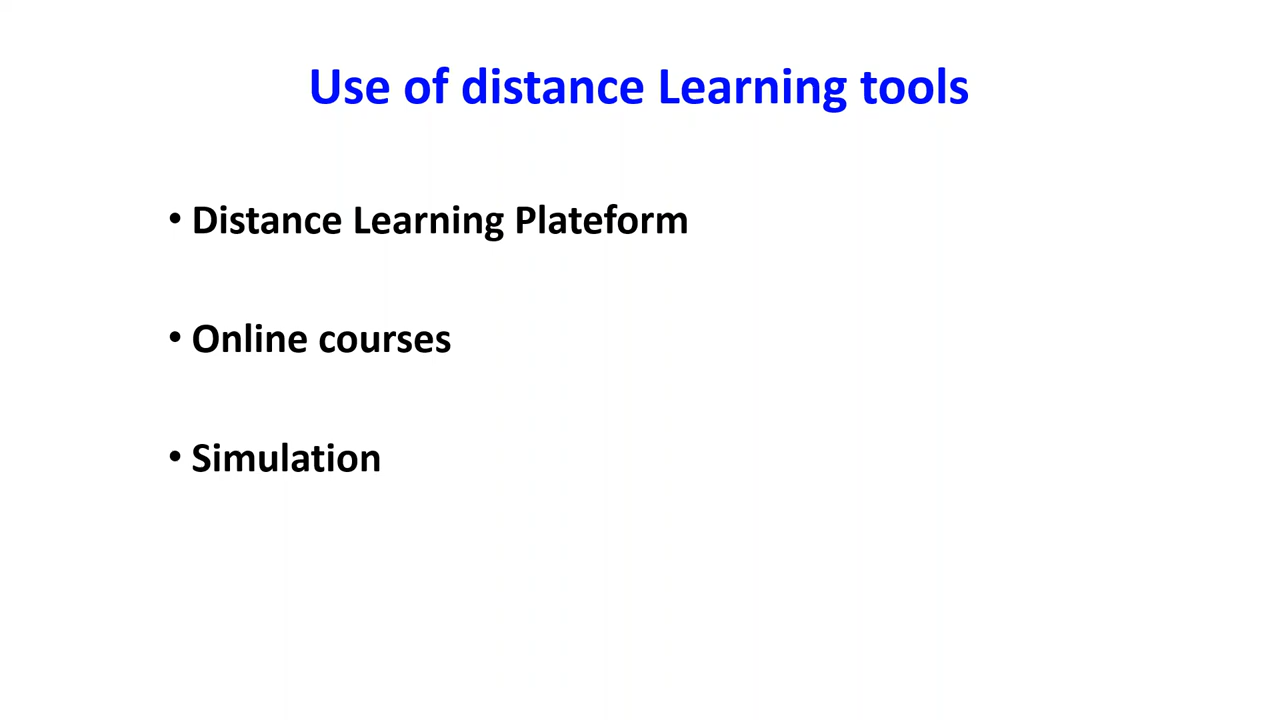 Use of distance Learning tools
• Distance Learning Plateform
• Online courses
• Simulation